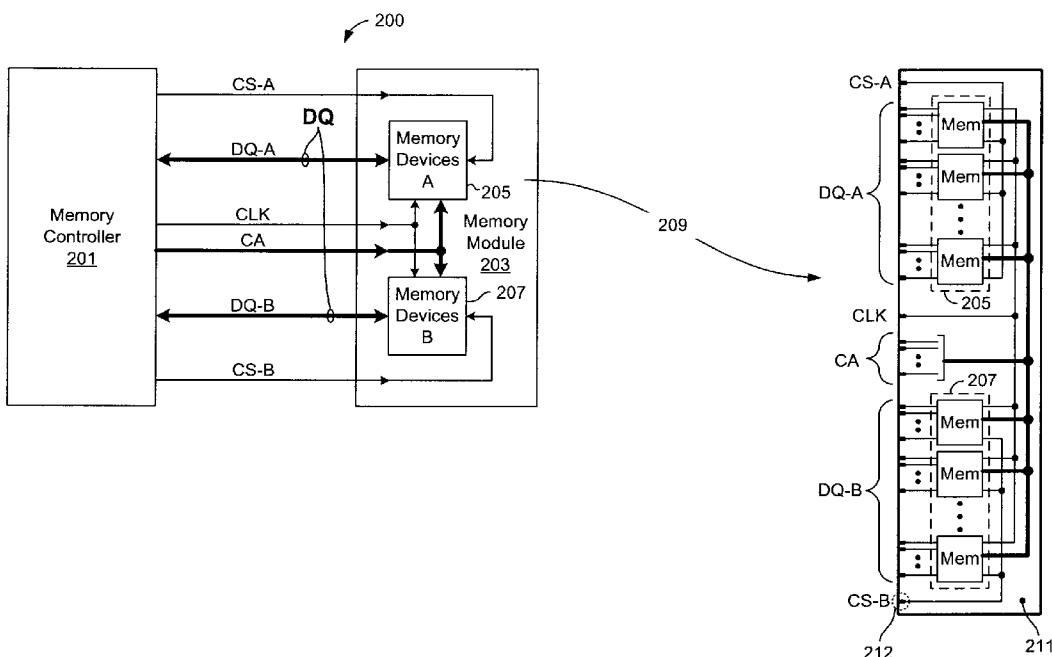 200
CS-A
DQ
DQ-A
CLK
CA
DQ-B
CS-B
Memory
Controller
201
Memory
Devices
A
205
Memory
Module
203
207
Memory
Devices
B
209
CS-A
DQ-A
CLK
CA
DQ-B
CS-B
Mem
Mem
Mem
205
207
Mem
Mem
Mem
212
211